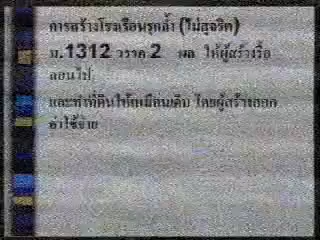 การสร้างโรงเรือนรุกล้ำ (ไม่สุจริต)
ม.1312 วรรค 2 ผล ให้ผู้สร้างรื้อ
ถอนไป
และทำที่ดินให้เหมือนเดิม โดยผู้สร้างออก
ค่าใช้จ่าย